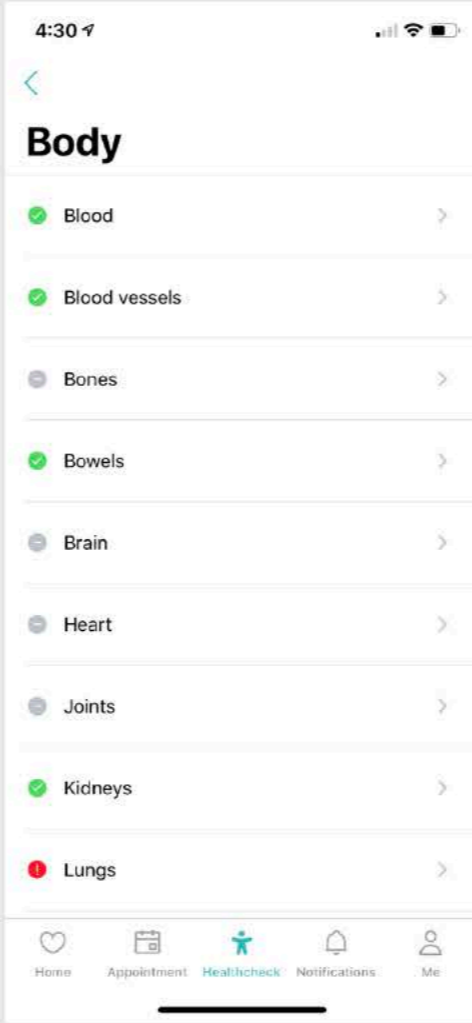 4:30
Body
Blood
Blood vessels
Bones
Bowels
Brain
Heart
Joints
Kidneys
Lungs
Home Appointment Healthcheck Notifications Me